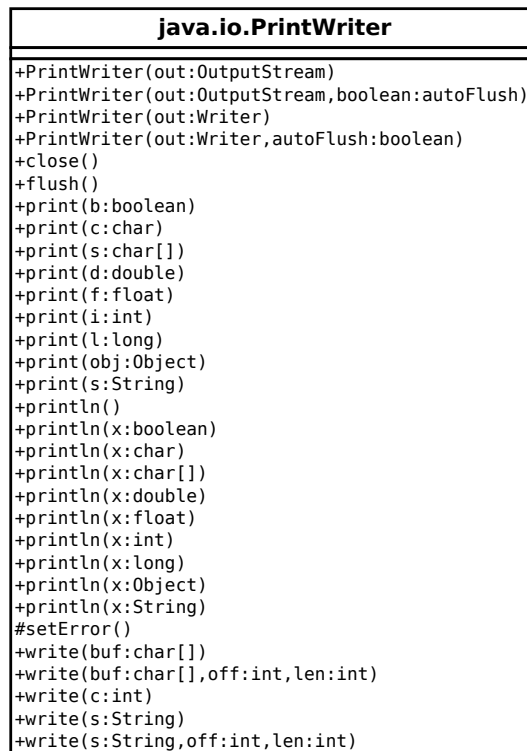 java.io.PrintWriter
+PrintWriter(out:OutputStream)
+PrintWriter(out:OutputStream,boolean:autoFlush)
+PrintWriter(out:Writer)
+PrintWriter(out:Writer,autoFlush:boolean)
+close()
+flush()
+print(b:boolean)
+print(c:char)
+print(s:char[])
+print(d:double)
+print(f:float)
+print(i:int)
+print(l:long)
+print(obj:Object)
+print(s:String)
+println()
+println(x:boolean)
+println(x:char)
+println(x:char[])
+println(x:double)
+println(x:float)
+println(x:int)
+println(x:long)
+println(x:Object)
+println(x:String)
#setError()
+write(buf:char[])
+write(buf:char[],off:int,len:int)
+write(c:int)
+write(s:String)
+write(s:String,off:int,len:int)